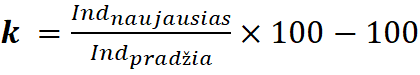 k = Ind_naujausias / Ind_pradžia × 100 − 100